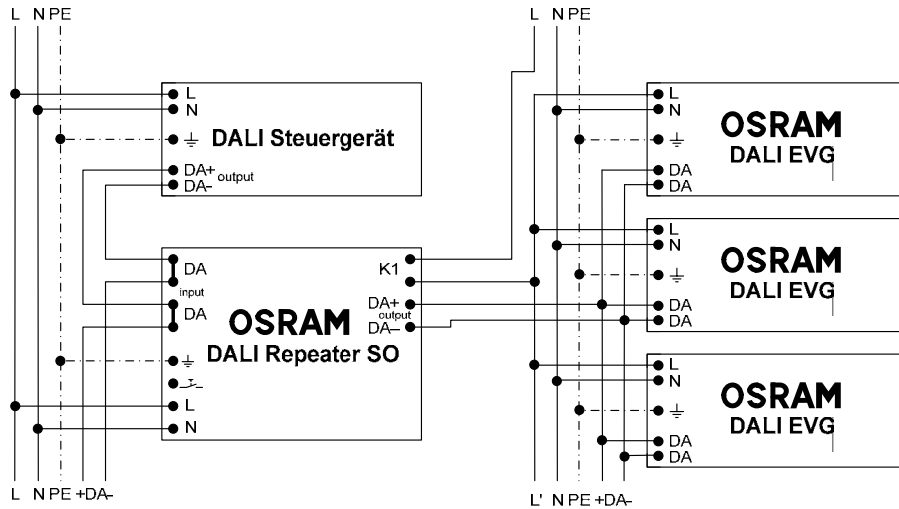 L N PE
L
N
DALI Steuergerät
DA+
output
DA-
DA
input
DA
OSRAM
DALI Repeater SO
L
N
K1
DA+
output
DA-
L N PE +DA-
L N PE
L
N
OSRAM
DALI EVG
DA
DA
L
N
OSRAM
DALI EVG
DA
DA
L
N
OSRAM
DALI EVG
DA
DA
L' N PE +DA-